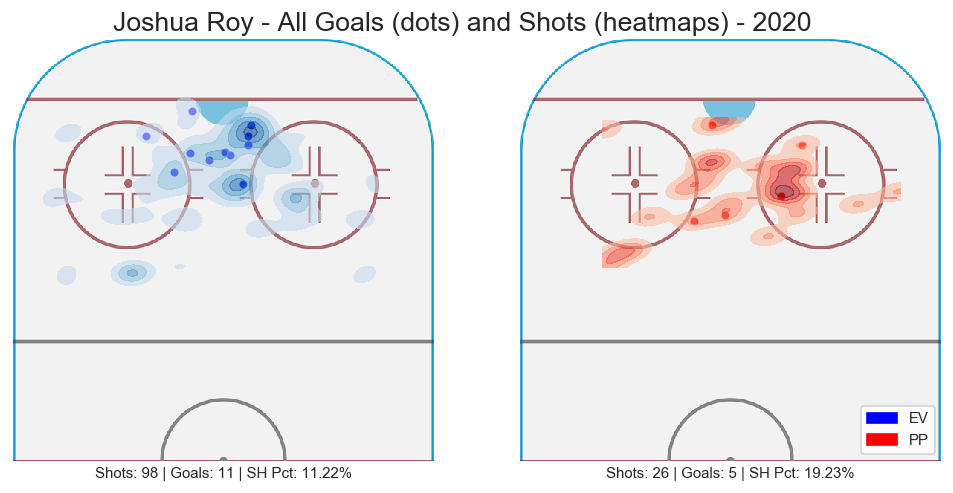 Joshua Roy - All Goals (dots) and Shots (heatmaps) - 2020
EV
PP
Shots: 98 | Goals: 11 | SH Pct: 11.22%
Shots: 26 | Goals: 5 | SH Pct: 19.23%